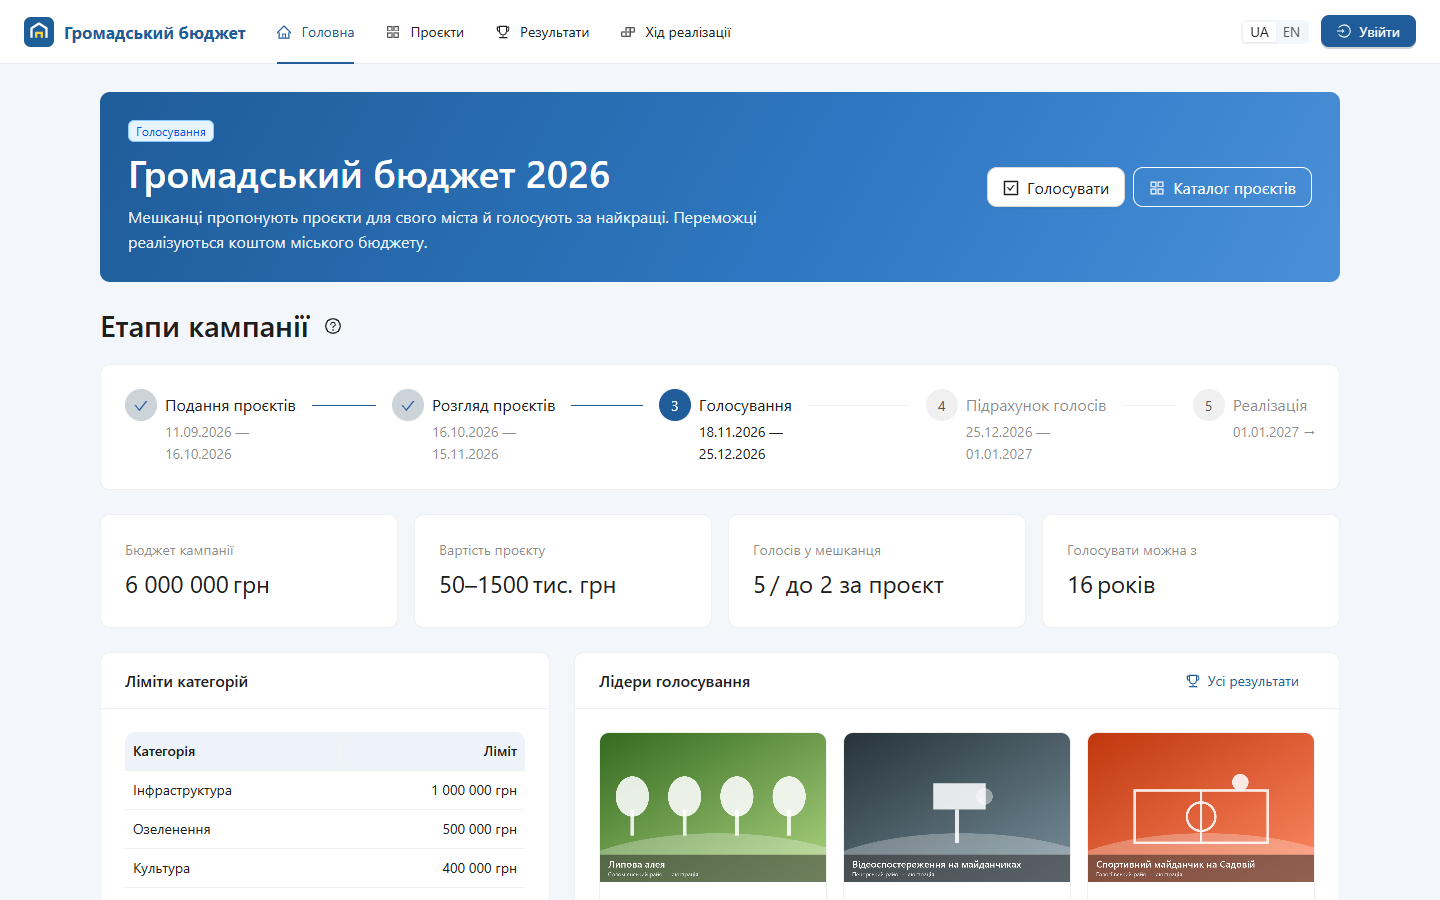 Громадський бюджет
Головна
Проєкти
Результати
Хід реалізації
UA EN
Увійти
Голосування
Громадський бюджет 2026
Мешканці пропонують проєкти для свого міста й голосують за найкращі. Переможці
реалізуються коштом міського бюджету.
Голосувати
Каталог проєктів
Етапи кампанії
Подання проєктів
11.09.2026 —
16.10.2026
Розгляд проєктів
16.10.2026 —
15.11.2026
3 Голосування
18.11.2026 —
25.12.2026
4 Підрахунок голосів
25.12.2026 —
01.01.2027
5 Реалізація
01.01.2027 →
Бюджет кампанії
6 000 000 грн
Вартість проєкту
50–1500 тис. грн
Голосів у мешканця
5 / до 2 за проєкт
Голосувати можна з
16 років
Ліміти категорій
Категорія Ліміт
Інфраструктура 1 000 000 грн
Озеленення 500 000 грн
Культура 400 000 грн
Лідери голосування
Усі результати
Липова алея
Відеоспостереження на майданчиках
Спортивний майданчик на Садовій